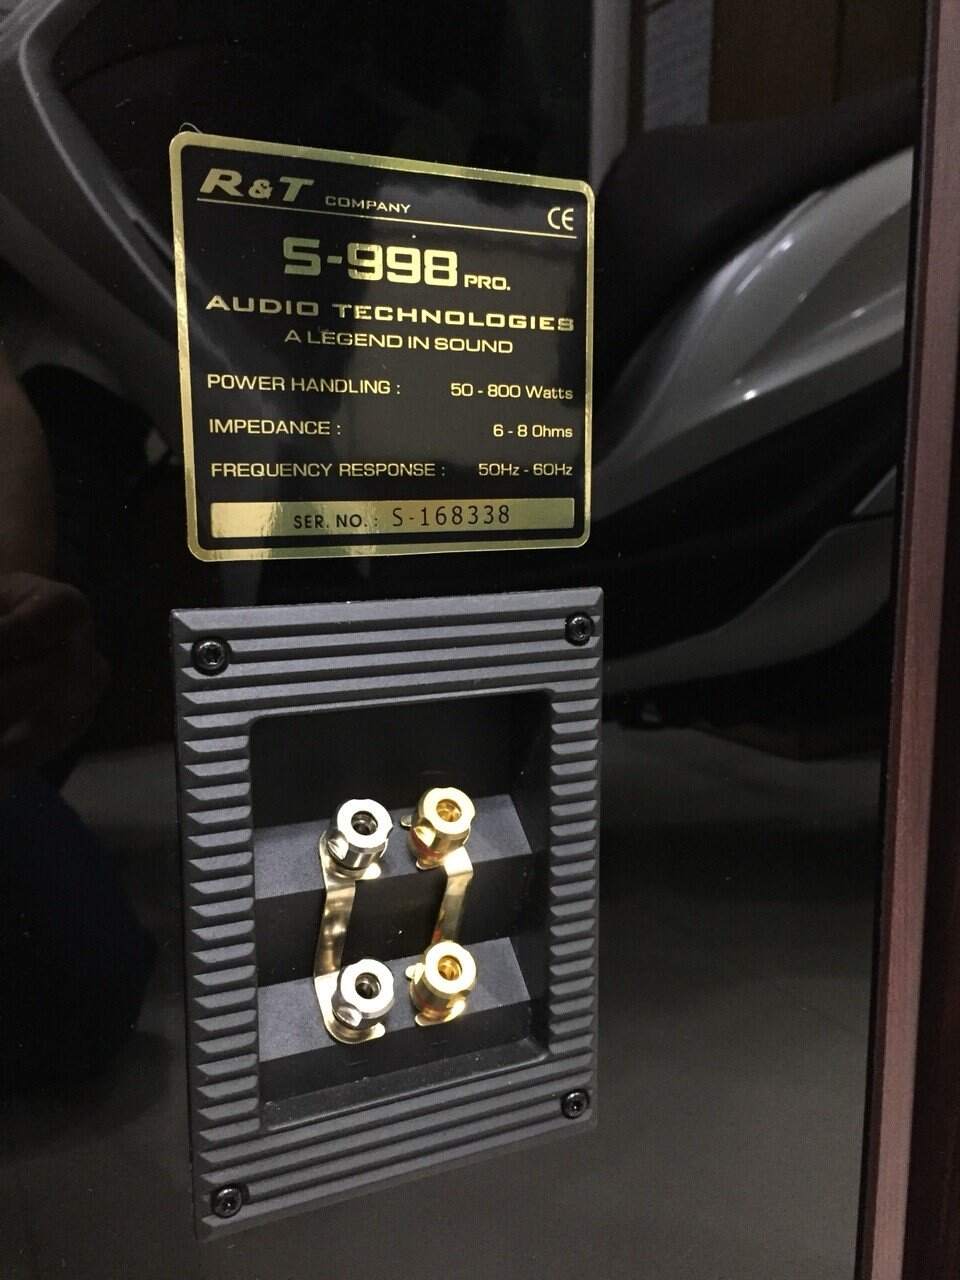 R&T COMPANY
CE
S-998 PRO.
AUDIO TECHNOLOGIES
A LEGEND IN SOUND
POWER HANDLING : 50 - 800 Watts
IMPEDANCE : 6 - 8 Ohms
FREQUENCY RESPONSE : 50Hz - 60Hz
SER. NO. : S-168338